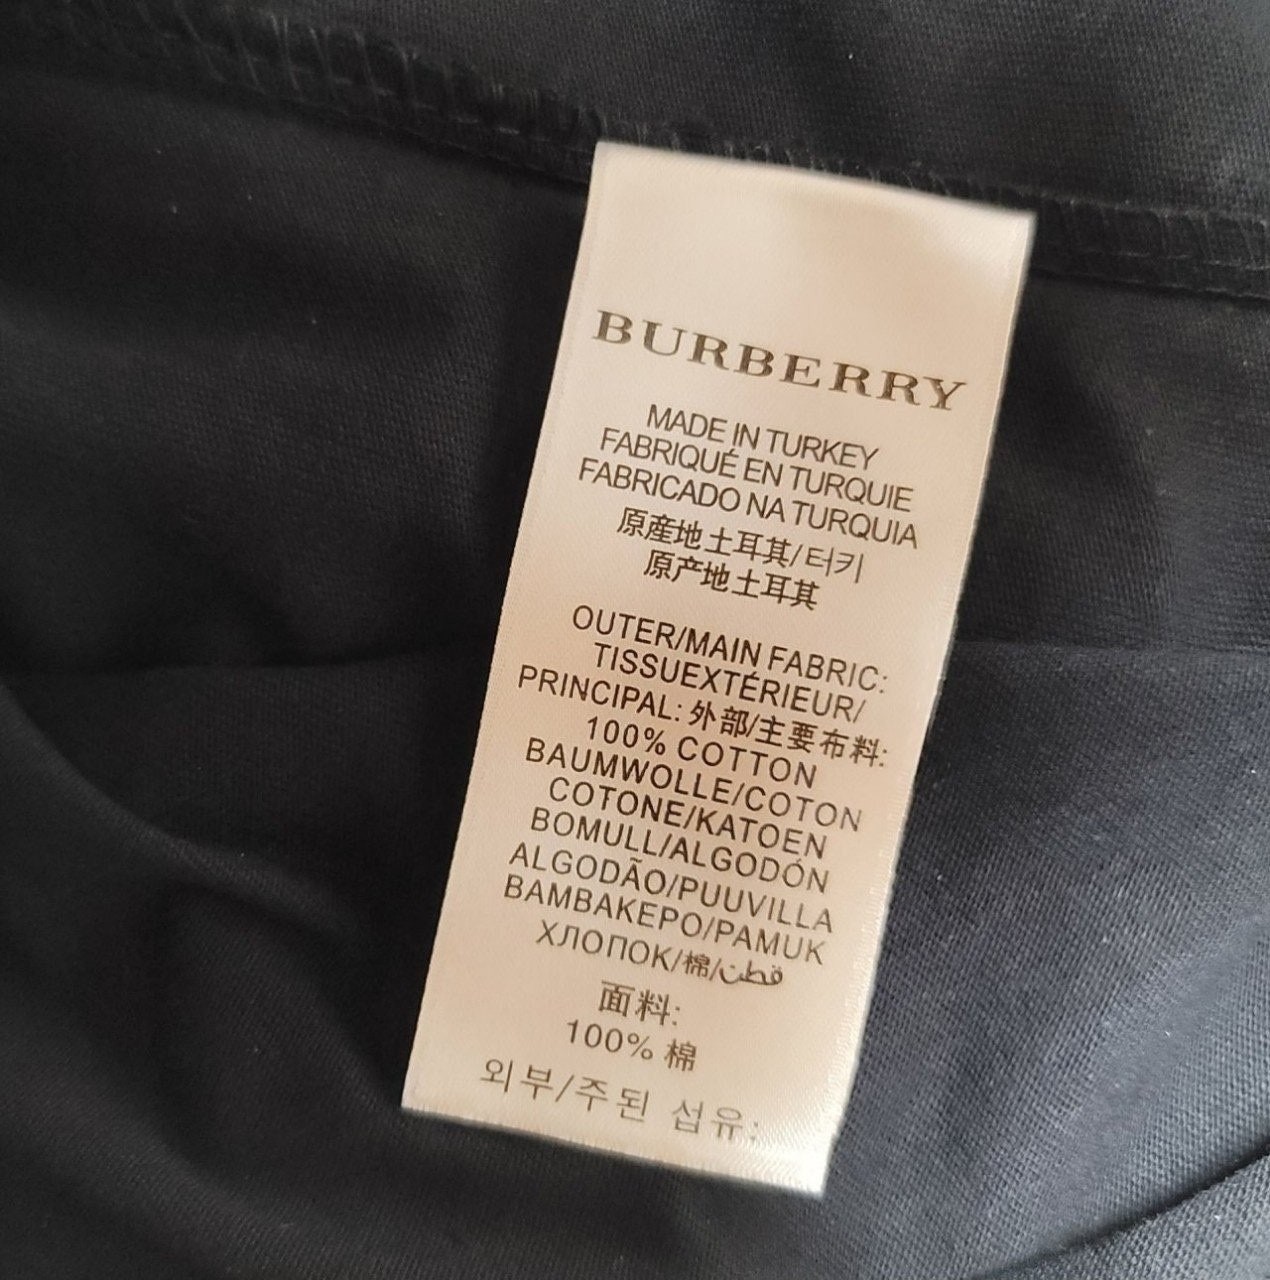 BURBERRY
MADE IN TURKEY
FABRIQUÉ EN TURQUIE
FABRICADO NA TURQUIA
原產地土耳其/터키
原产地土耳其
OUTER/MAIN FABRIC:
TISSUEXTÉRIEUR/
PRINCIPAL: 外部/主要布料:
100% COTTON
BAUMWOLLE/COTON
COTONE/KATOEN
BOMULL/ALGODÓN
ALGODÃO/PUUVILLA
BAMBAKEPO/PAMUK
ХЛОПОК/棉/قطن
面料:
100% 棉
외부/주된 섬유: